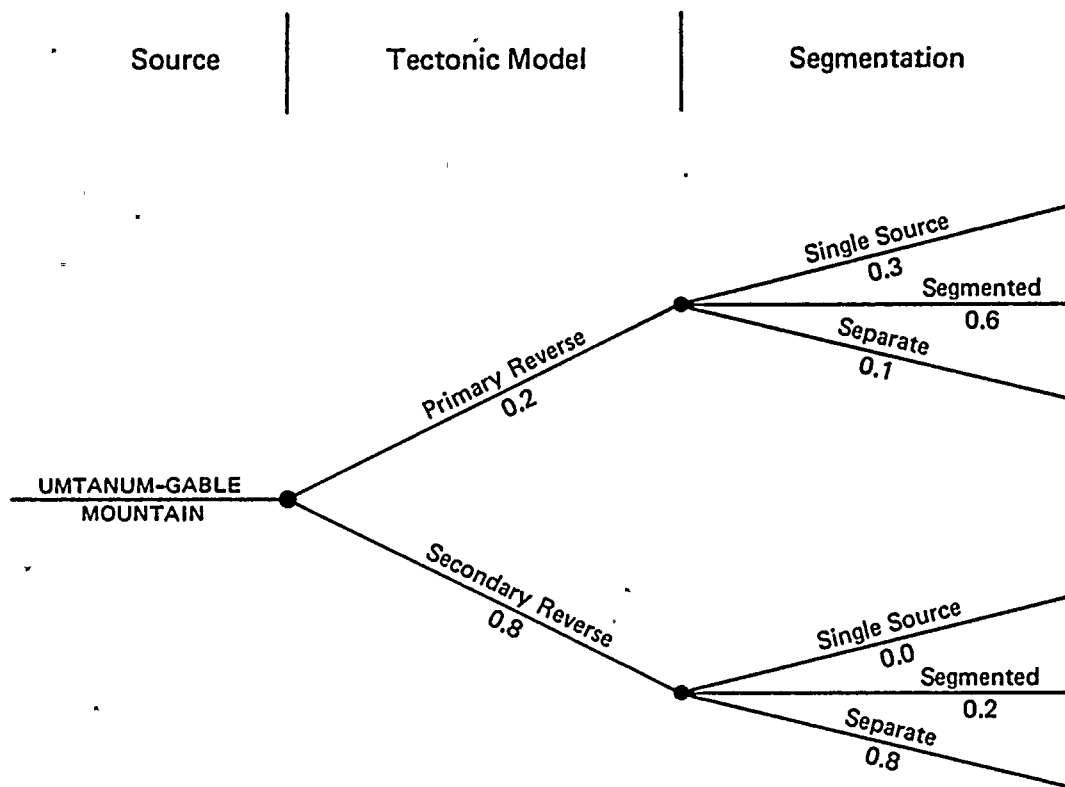 Source
Tectonic Model
Segmentation
Single Source
0.3
Segmented
0.6
Separate
0.1
Primary Reverse
0.2
UMTANUM-GABLE
MOUNTAIN
Secondary Reverse
0.8
Single Source
0.0
Segmented
0.2
Separate
0.8